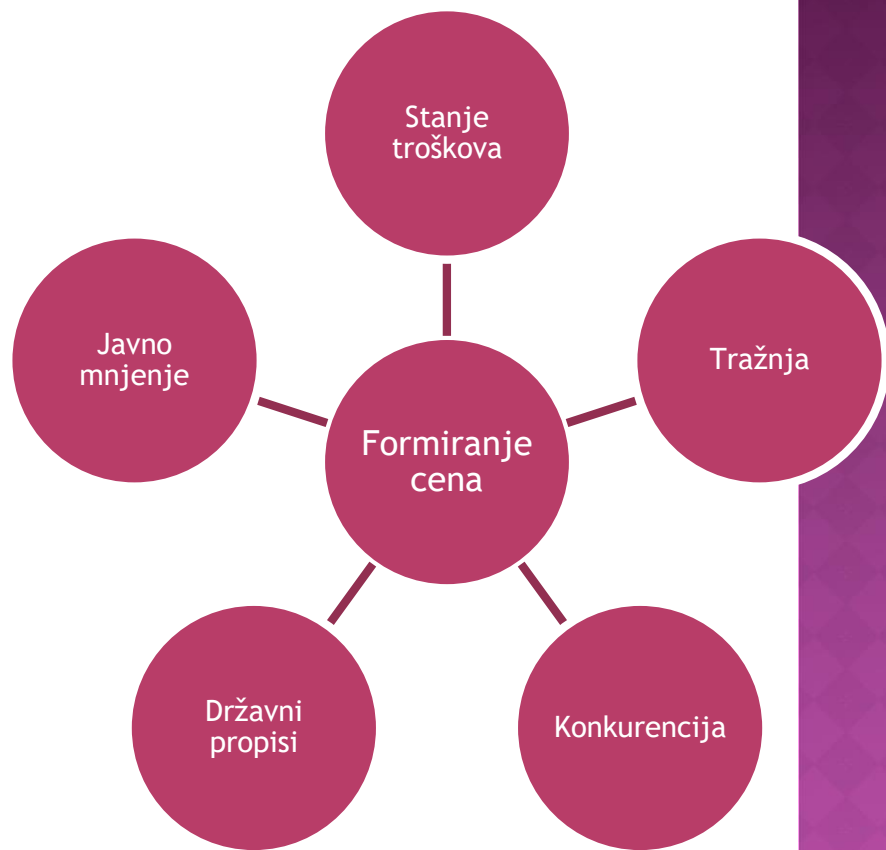 Stanje
troškova
Javno
mnjenje
Tražnja
Formiranje
cena
Državni
propisi
Konkurencija